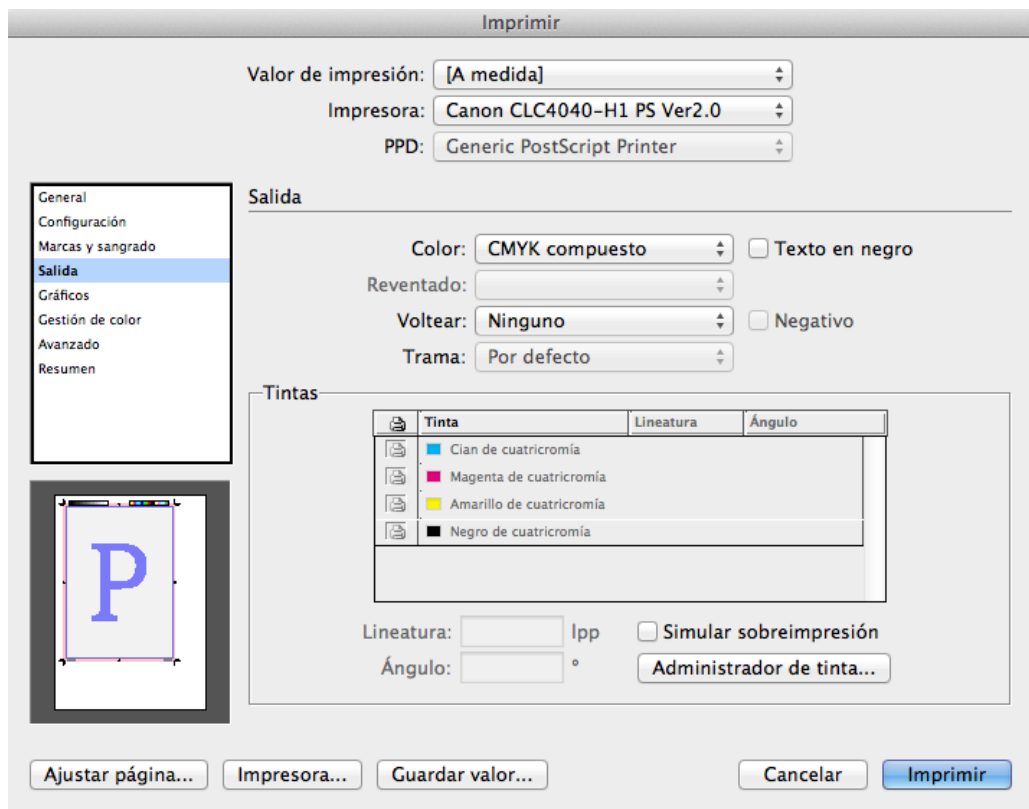 Imprimir
Valor de impresión: [A medida]
Impresora: Canon CLC4040-H1 PS Ver2.0
PPD: Generic PostScript Printer
General
Configuración
Marcas y sangrado
Salida
Gráficos
Gestión de color
Avanzado
Resumen
Salida
Color: CMYK compuesto Texto en negro
Reventado:
Voltear: Ninguno Negativo
Trama: Por defecto
Tintas
Tinta Lineatura Ángulo
Cian de cuatricromía
Magenta de cuatricromía
Amarillo de cuatricromía
Negro de cuatricromía
Lineatura: lpp Simular sobreimpresión
Ángulo: ° Administrador de tinta...
P
Ajustar página... Impresora... Guardar valor... Cancelar Imprimir